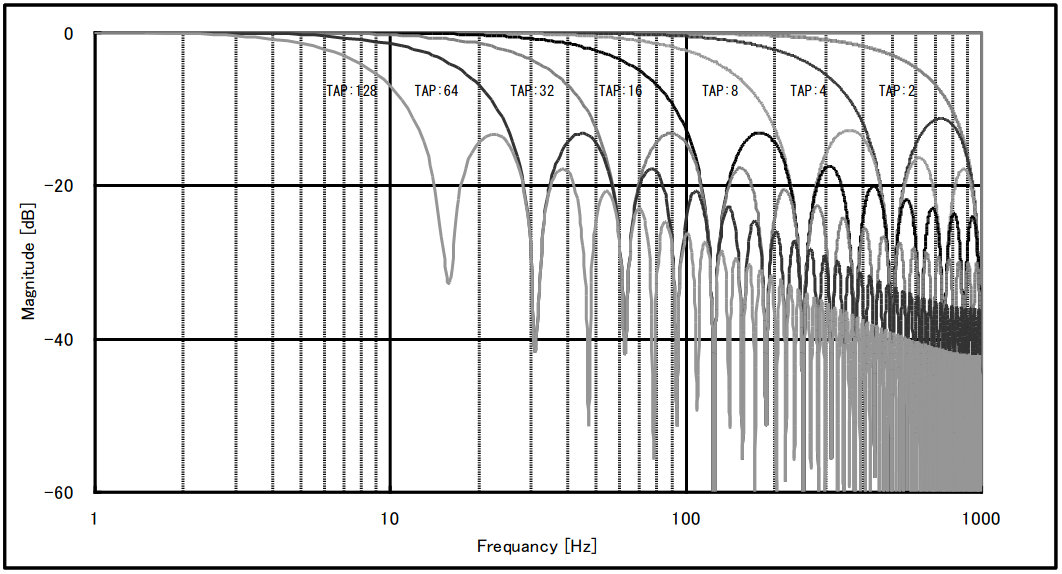 0
TAP:128
TAP:64
TAP:32
TAP:16
TAP:8
TAP:4
TAP:2
-20
Magnitude [dB]
-40
-60
1
10
100
1000
Frequancy [Hz]